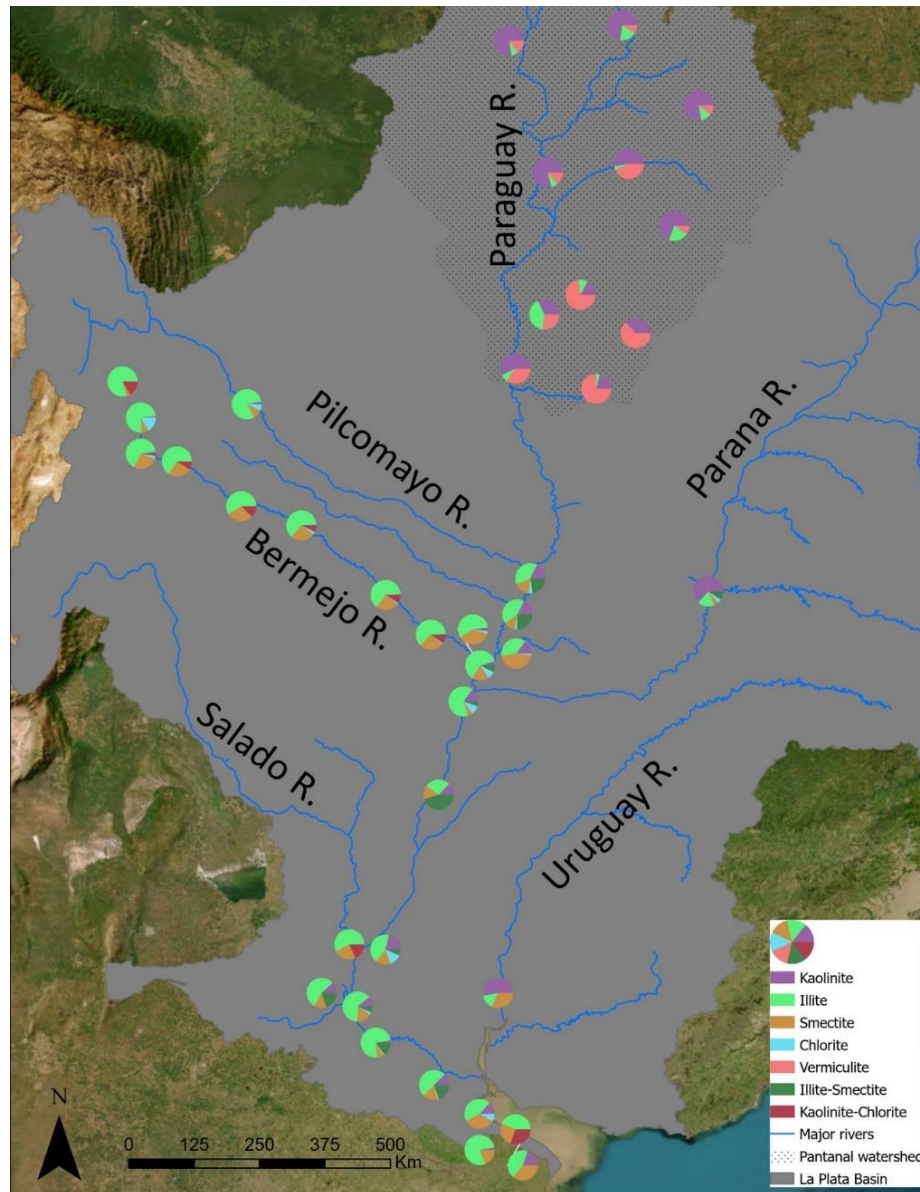 Paraguay R.
Parana R.
Pilcomayo R.
Bermejo R.
Salado R.
Uruguay R.
N
0 125 250 375 500
Km
Kaolinite
Illite
Smectite
Chlorite
Vermiculite
Illite-Smectite
Kaolinite-Chlorite
Major rivers
Pantanal watershed
La Plata Basin